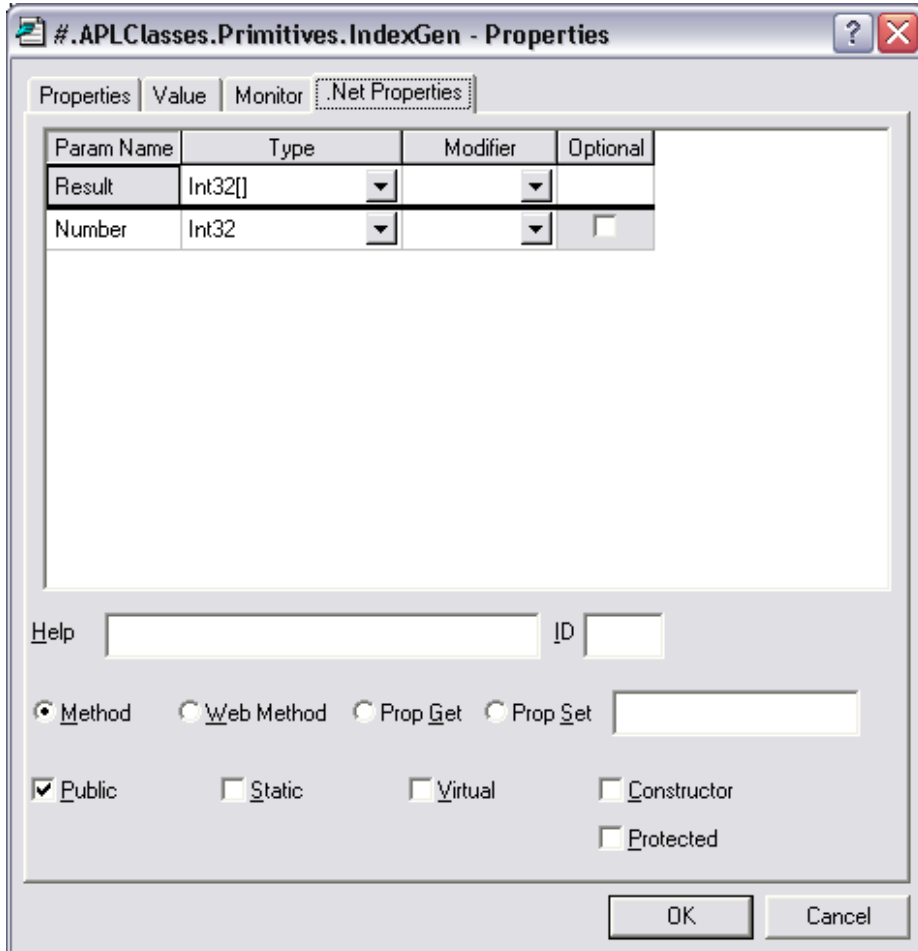 #.APLClasses.Primitives.IndexGen - Properties
Properties Value Monitor .Net Properties
Param Name Type Modifier Optional
Result Int32[]
Number Int32
Help ID
Method Web Method Prop Get Prop Set
Public Static Virtual Constructor
Protected
OK Cancel